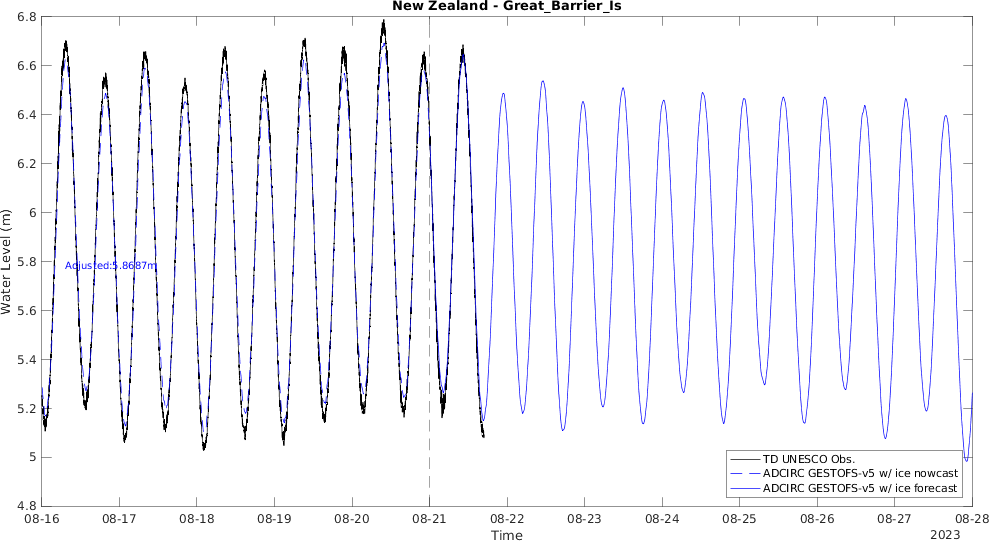 New Zealand - Great_Barrier_Is
6.8
6.6
6.4
6.2
6
5.8
5.6
5.4
5.2
5
4.8
Water Level (m)
Adjusted:5.8687m
TD UNESCO Obs.
ADCIRC GESTOFS-v5 w/ ice nowcast
ADCIRC GESTOFS-v5 w/ ice forecast
08-16 08-17 08-18 08-19 08-20 08-21 08-22 08-23 08-24 08-25 08-26 08-27 08-28
Time
2023